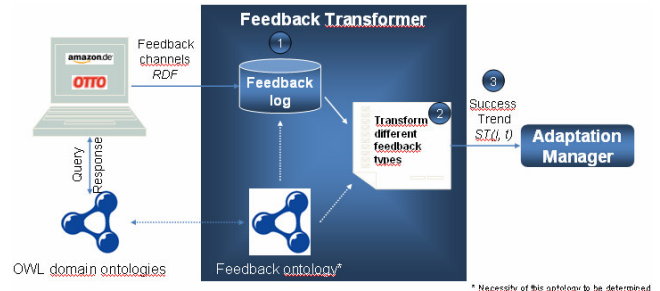 Feedback Transformer
amazon.de
OTTO
Feedback
channels
RDF
1
Feedback
log
2
Transform
different
feedback
types
3
Success
Trend
ST(i, t)
Adaptation
Manager
Query
Response
OWL domain ontologies
Feedback ontology*
* Necessity of this ontology to be determined